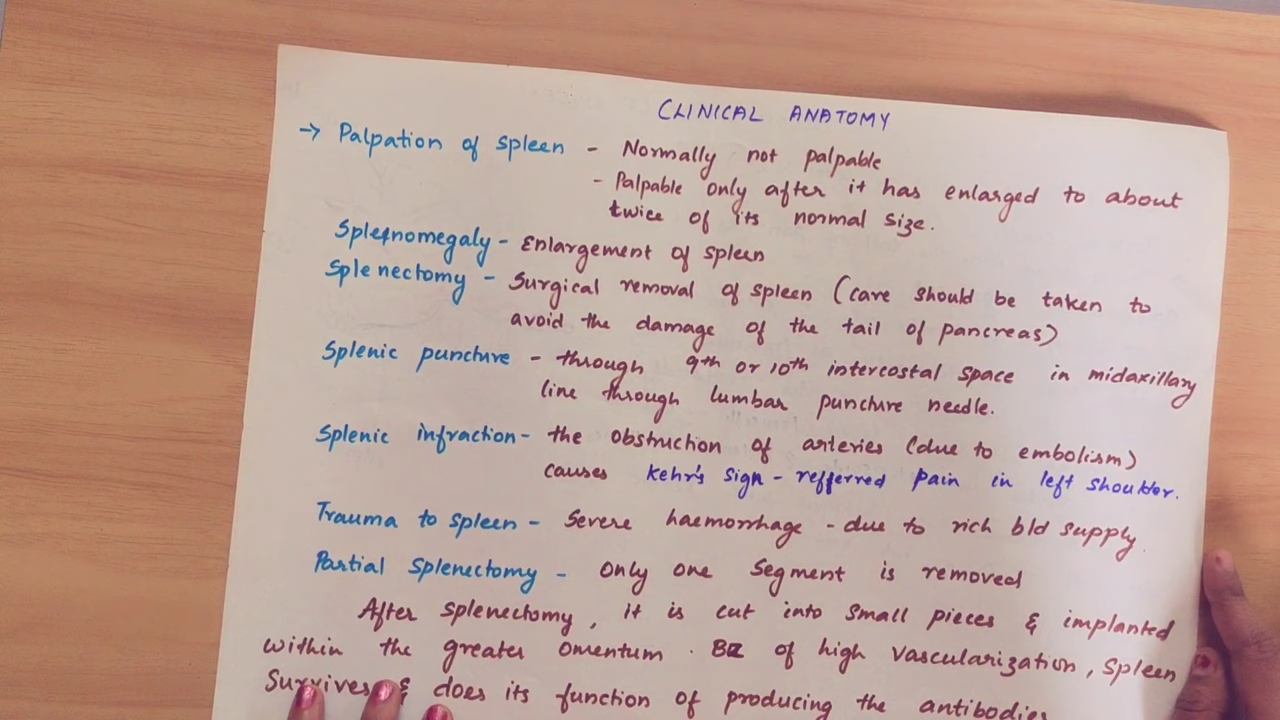 CLINICAL ANATOMY
→ Palpation of spleen - Normally not palpable
- Palpable only after it has enlarged to about
twice of its normal size.
Spleenomegaly - Enlargement of spleen
Splenectomy - Surgical removal of spleen (care should be taken to
avoid the damage of the tail of pancreas)
Splenic puncture - through 9th or 10th intercostal space in midaxillary
line through lumbar puncture needle.
Splenic infraction - the obstruction of arteries (due to embolism)
causes Kehr's sign - refferred pain in left shoulder.
Trauma to spleen - Severe haemorrhage - due to rich bld supply.
Partial splenectomy - Only one segment is removed
After splenectomy, it is cut into small pieces & implanted
within the greater omentum. BZ of high vascularization, spleen
Survives & does its function of producing the antibodies